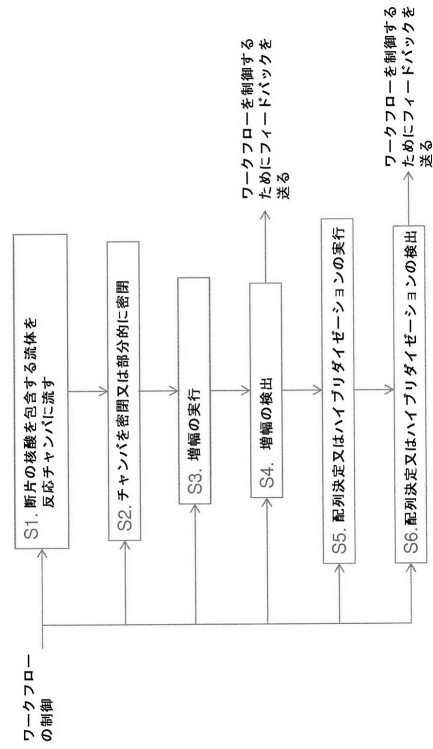 ワークフロー
の制御
S1. 断片の核酸を包含する流体を
反応チャンバに流す
S2. チャンバを密閉又は部分的に密閉
S3. 増幅の実行
S4. 増幅の検出
ワークフローを制御する
ためにフィードバックを
送る
S5. 配列決定又はハイブリダイゼーションの実行
S6.配列決定又はハイブリダイゼーションの検出
ワークフローを制御する
ためにフィードバックを
送る